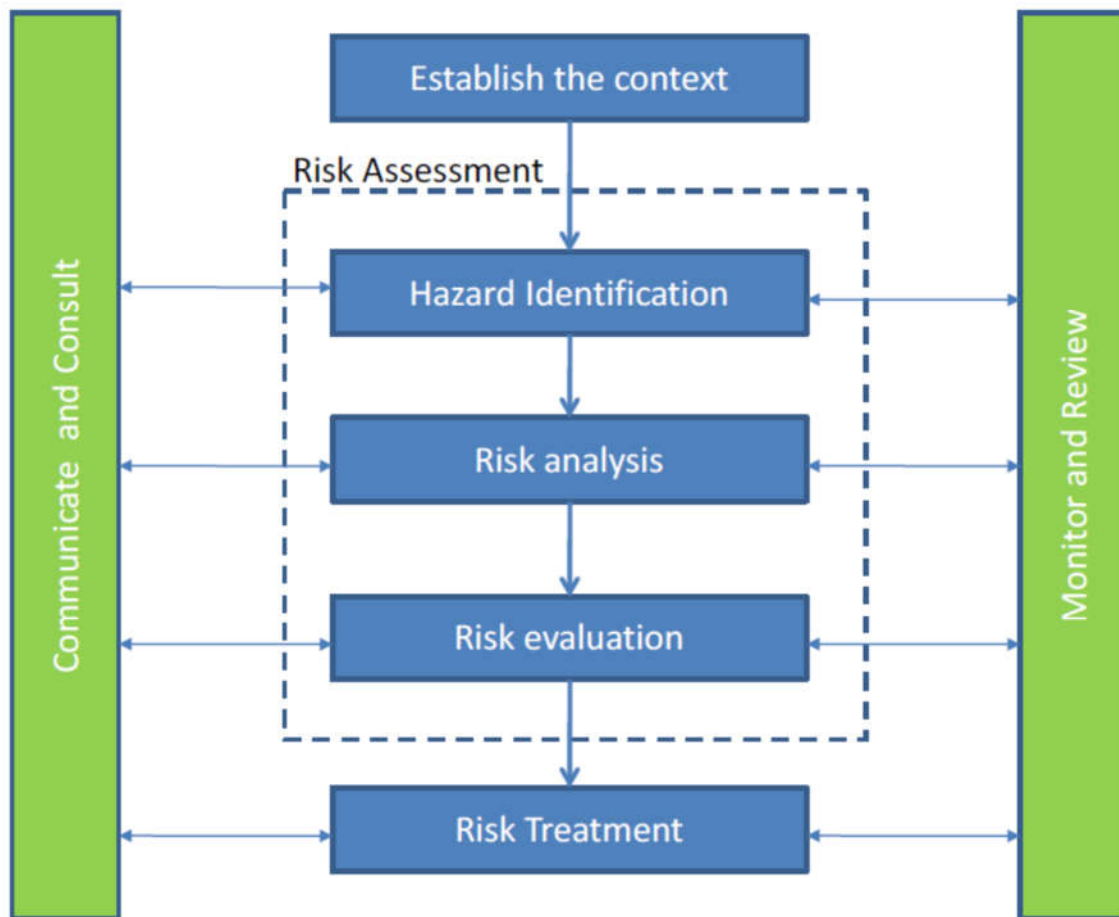 Establish the context
Risk Assessment
Hazard Identification
Risk analysis
Risk evaluation
Risk Treatment
Communicate and Consult
Monitor and Review